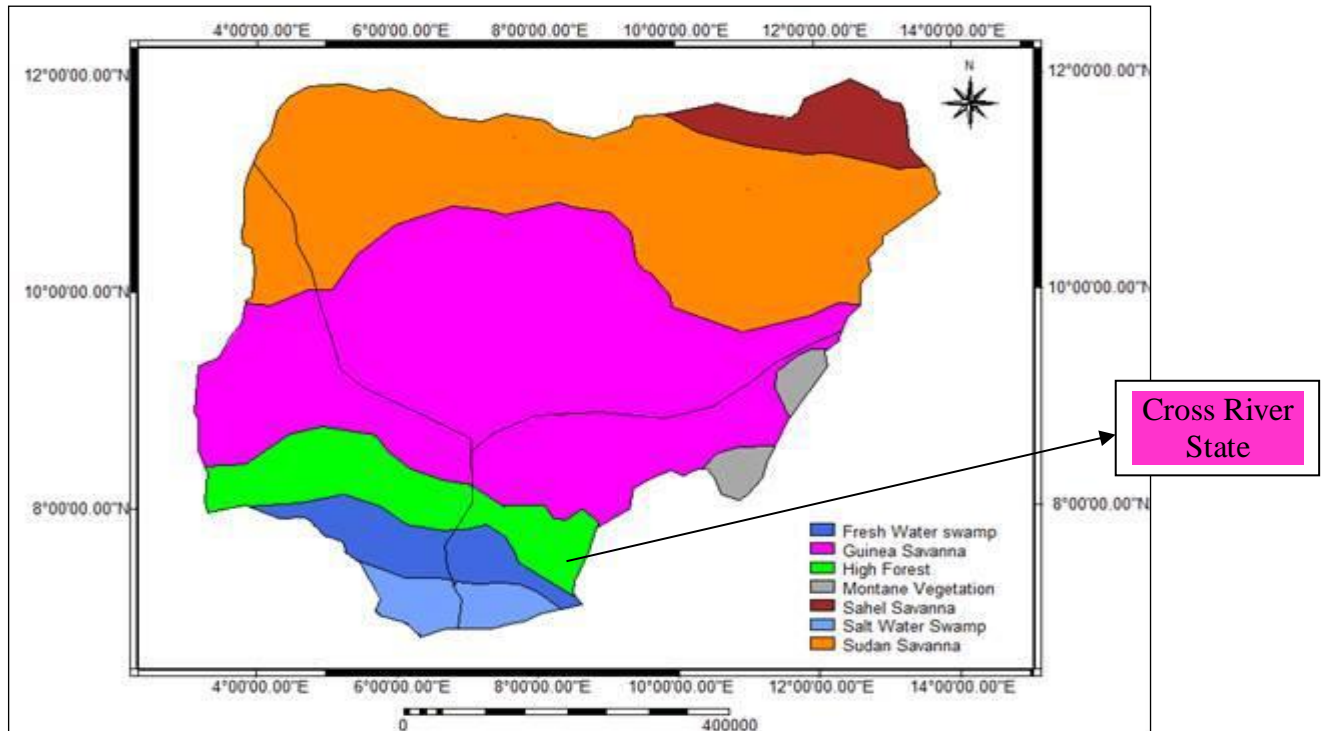 4°00'00.00"E 6°00'00.00"E 8°00'00.00"E 10°00'00.00"E 12°00'00.00"E 14°00'00.00"E
12°00'00.00"N
12°00'00.00"N
N
10°00'00.00"N
10°00'00.00"N
Cross River
State
8°00'00.00"N
8°00'00.00"N
Fresh Water swamp
Guinea Savanna
High Forest
Montane Vegetation
Sahel Savanna
Salt Water Swamp
Sudan Savanna
4°00'00.00"E 6°00'00.00"E 8°00'00.00"E 10°00'00.00"E 12°00'00.00"E 14°00'00.00"E
0 400000